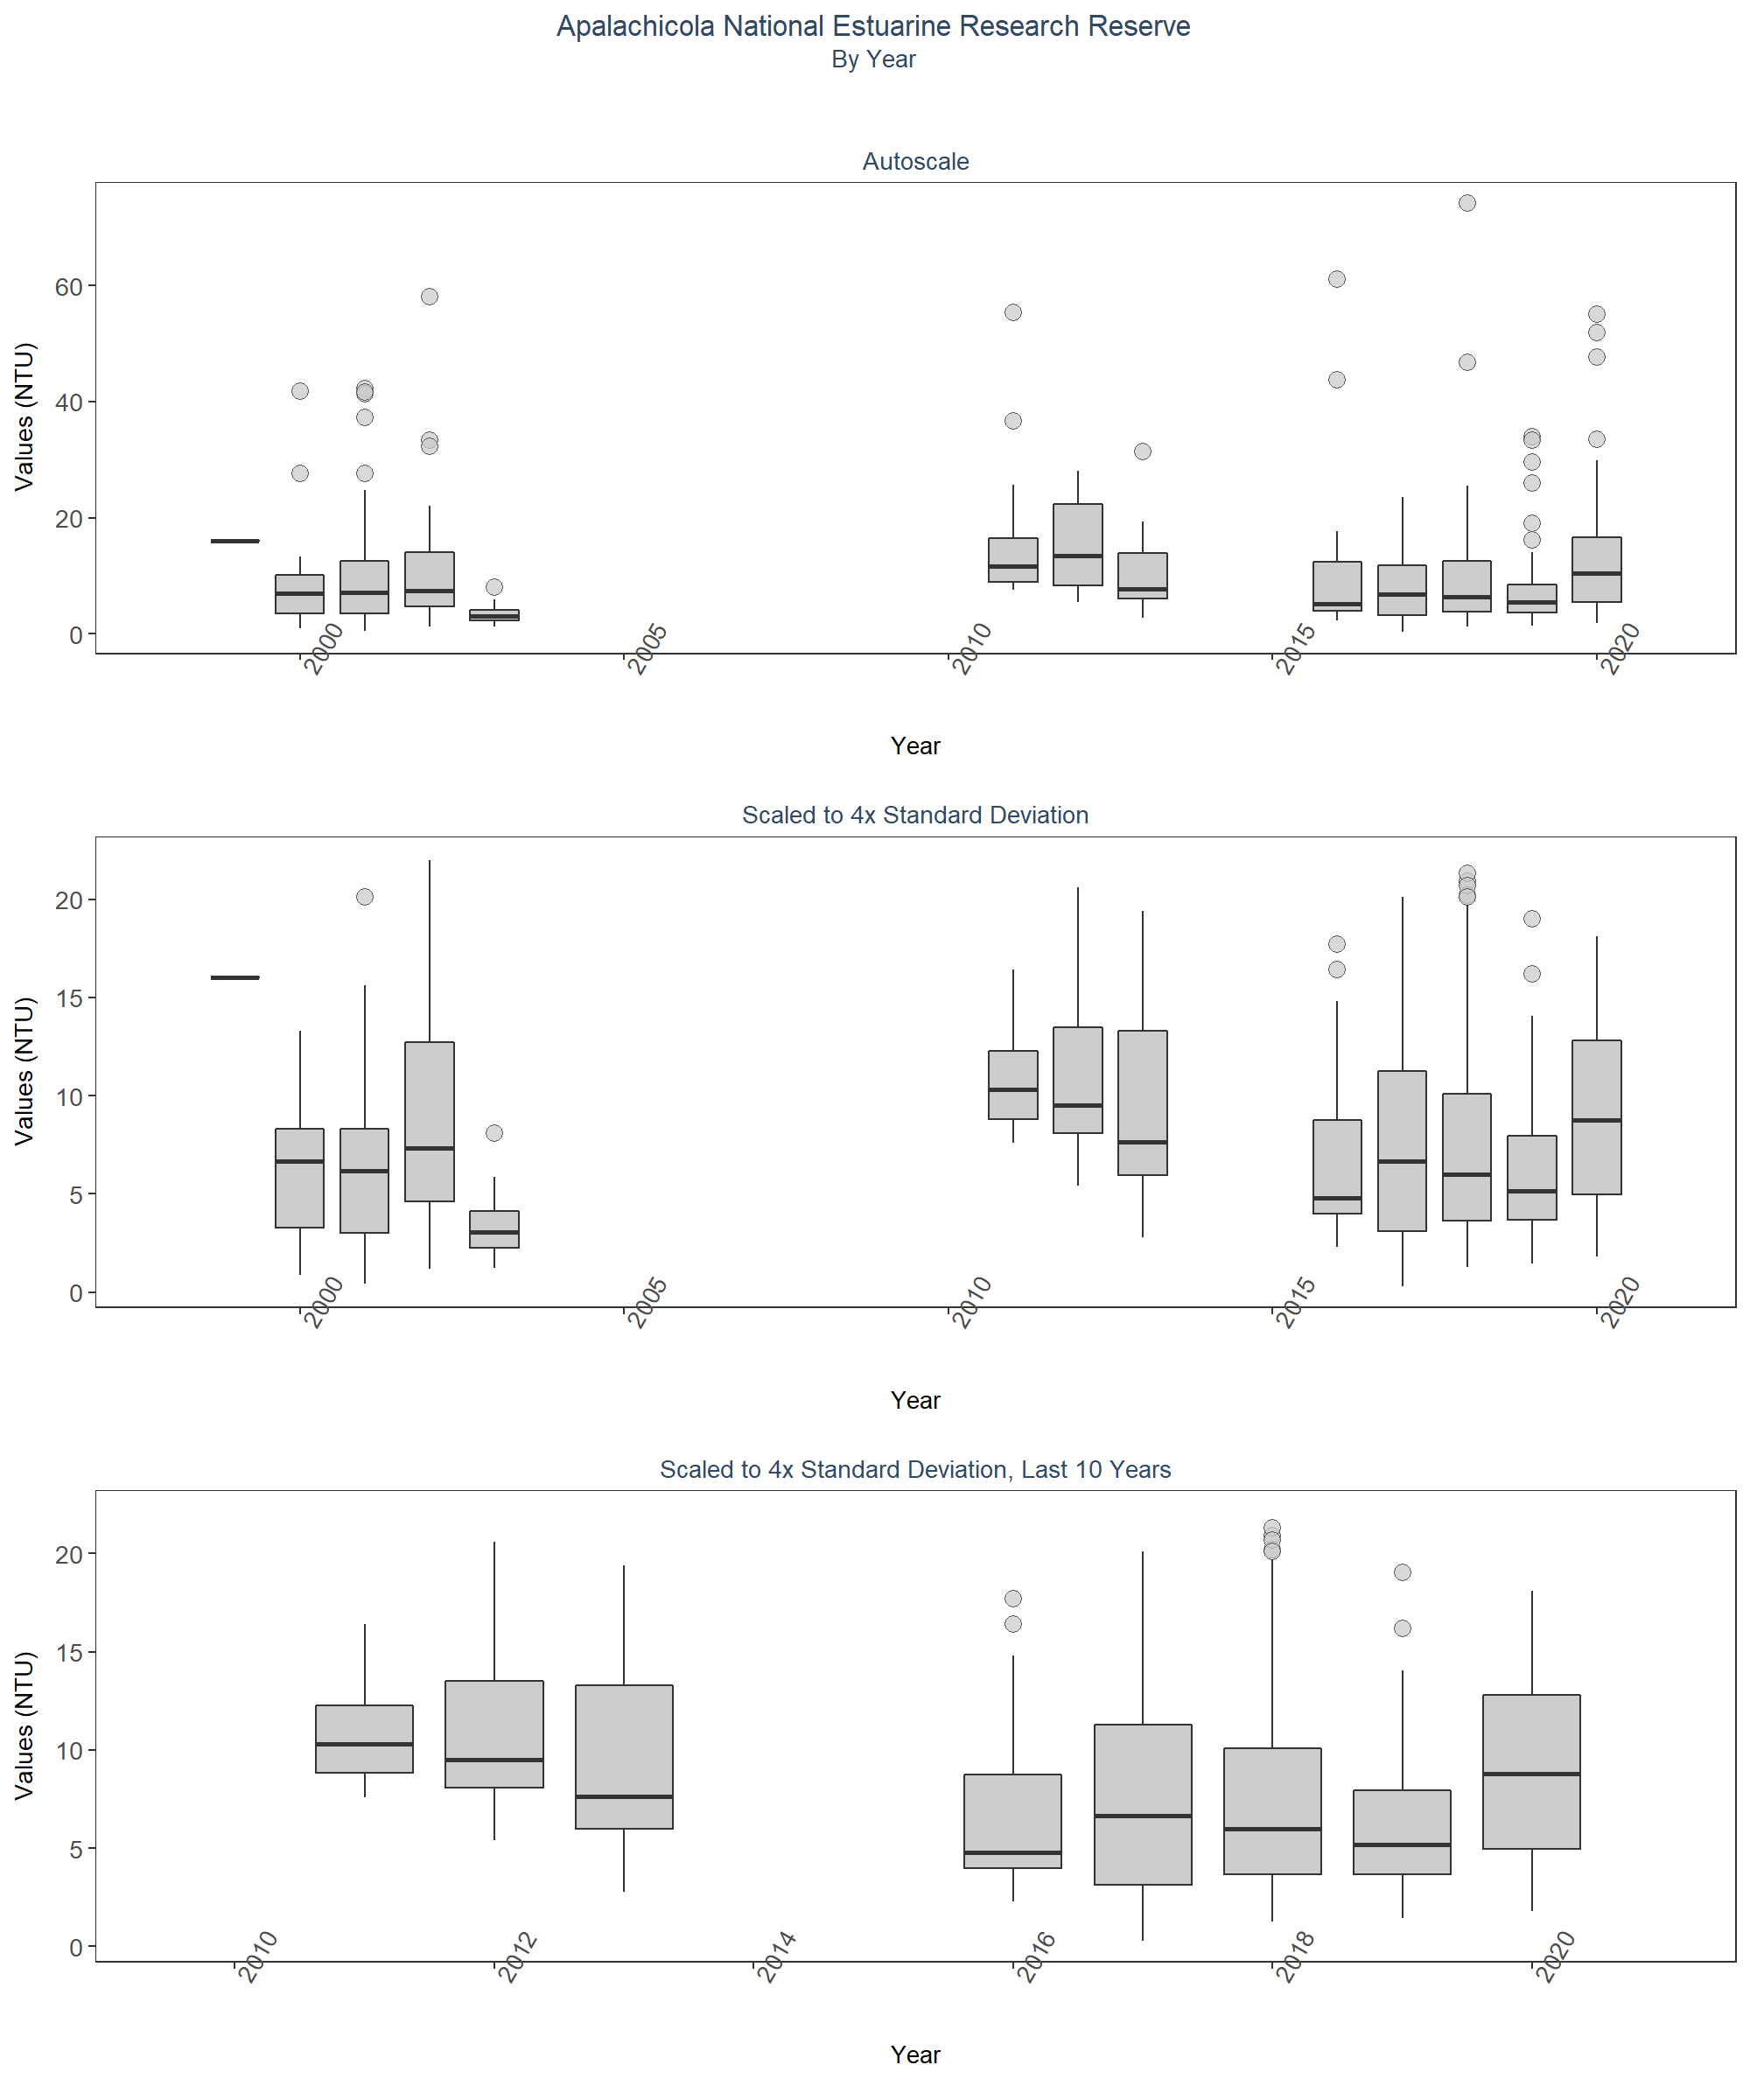 Apalachicola National Estuarine Research Reserve
By Year
Autoscale
Values (NTU)
60
40
20
0
2000 2005 2010 2015 2020
Year
Scaled to 4x Standard Deviation
Values (NTU)
20
15
10
5
0
2000 2005 2010 2015 2020
Year
Scaled to 4x Standard Deviation, Last 10 Years
Values (NTU)
20
15
10
5
0
2010 2012 2014 2016 2018 2020
Year